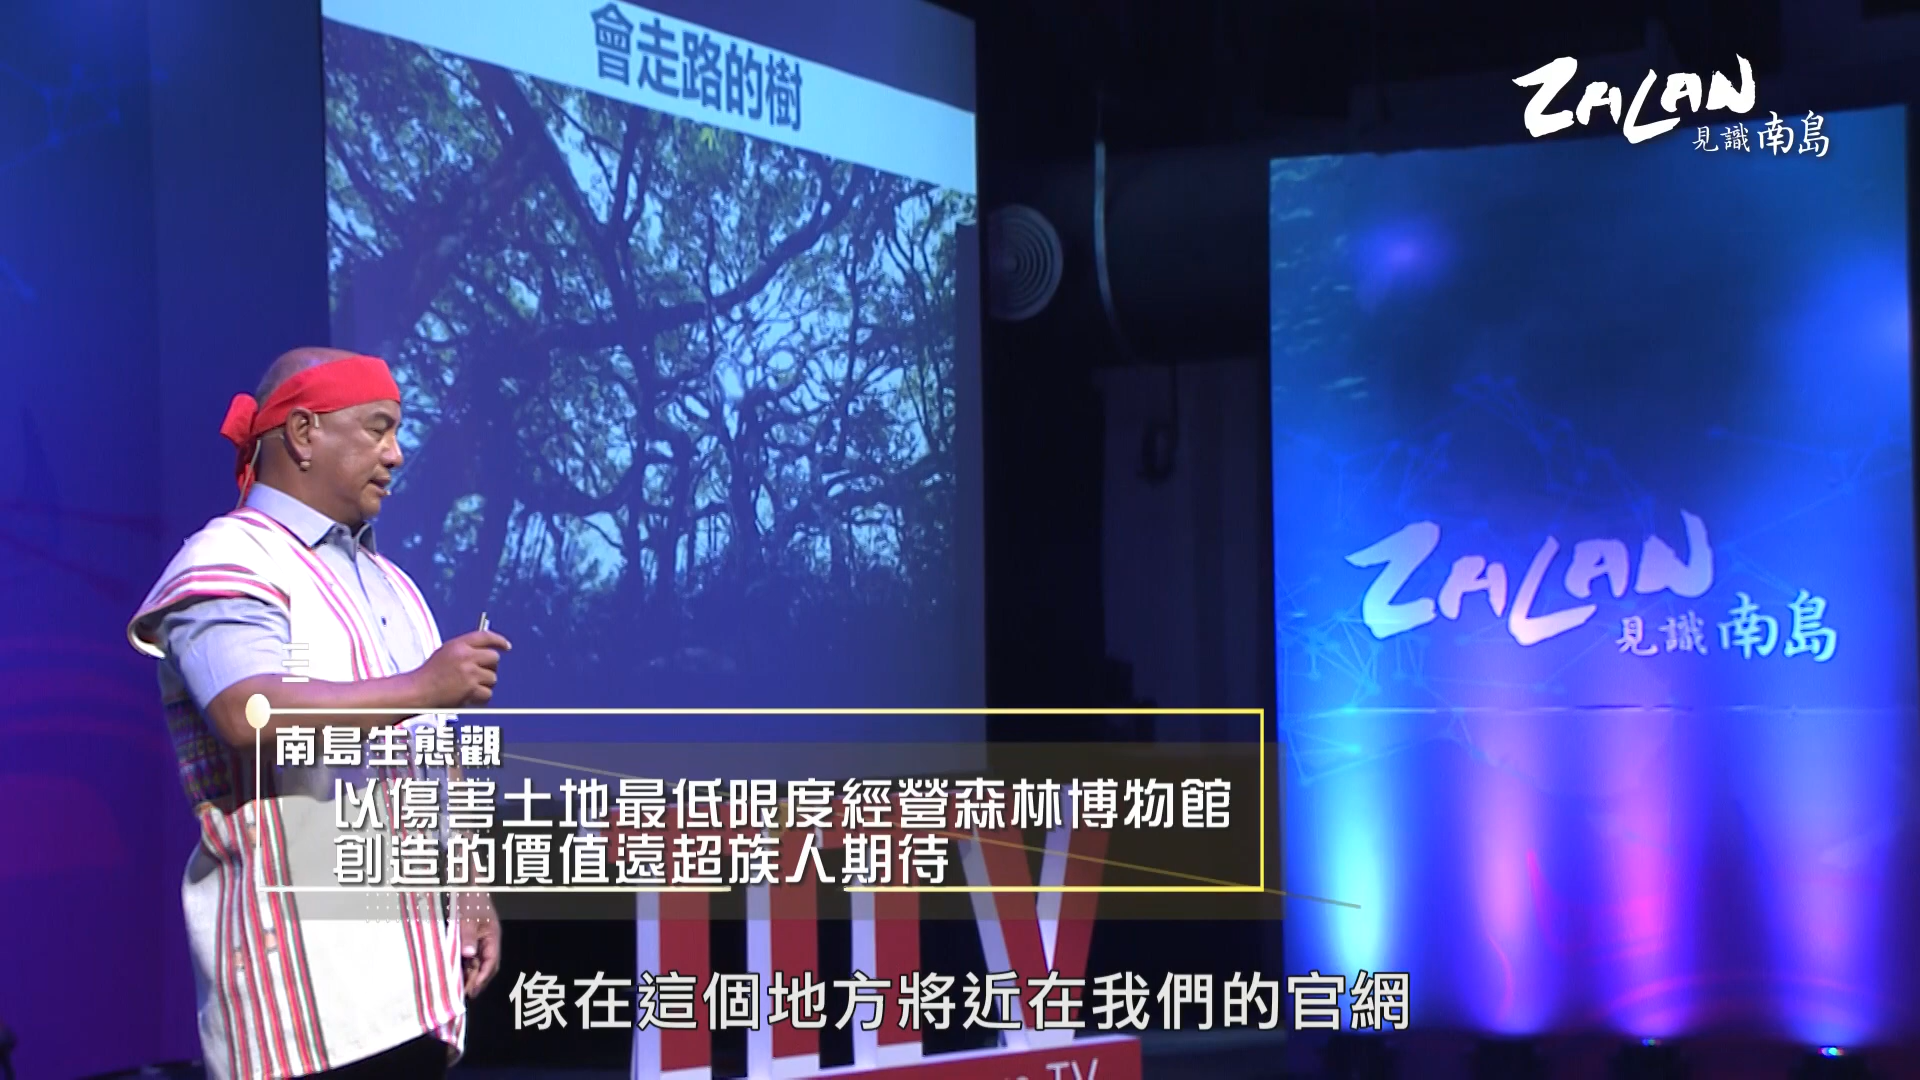 會走路的樹
ZALAN
見識南島
ZALAN
見識南島
南島生態觀
以傷害土地最低限度經營森林博物館
創造的價值遠超族人期待
TITV
TV
像在這個地方將近在我們的官網